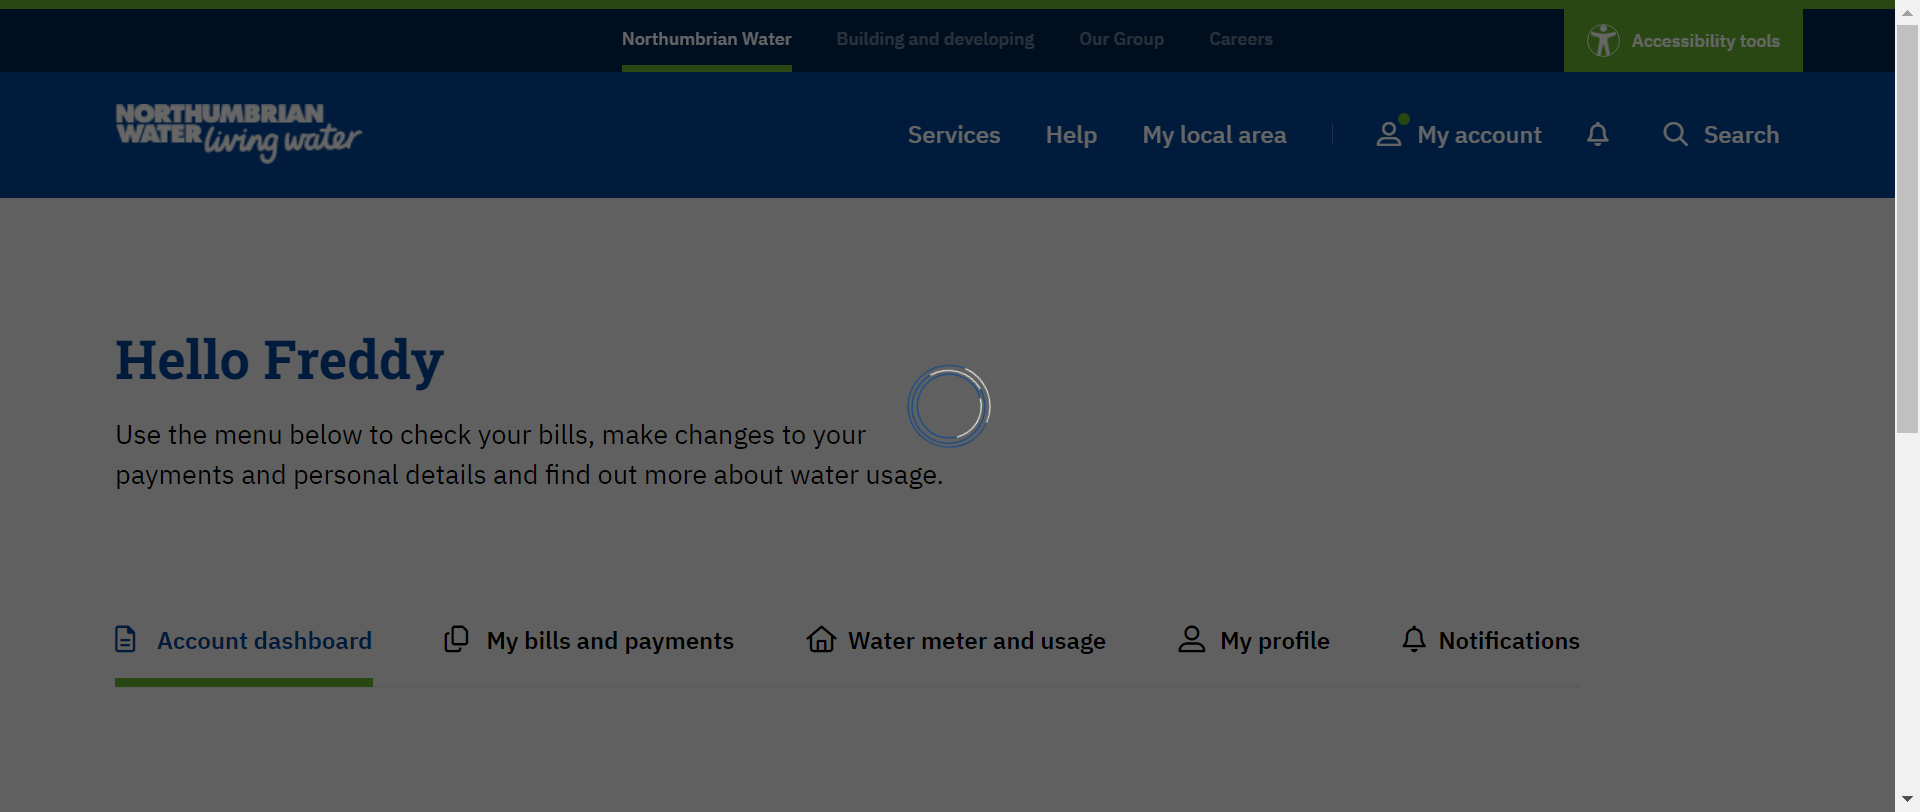 Northumbrian Water
Building and developing
Our Group
Careers
Accessibility tools
NORTHUMBRIAN
WATER living water
Services
Help
My local area
My account
Search
Hello Freddy
Use the menu below to check your bills, make changes to your
payments and personal details and find out more about water usage.
Account dashboard
My bills and payments
Water meter and usage
My profile
Notifications